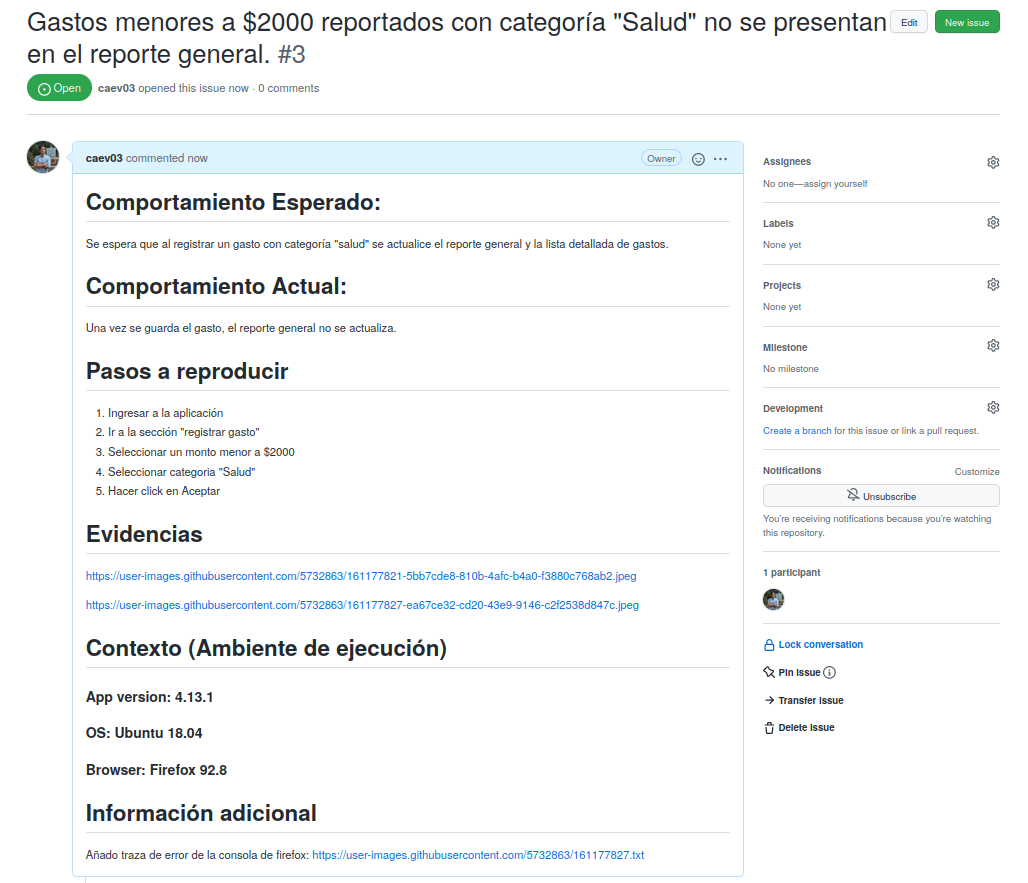 Gastos menores a $2000 reportados con categoría "Salud" no se presentan
en el reporte general. #3
Edit
New issue
Open
caev03 opened this issue now · 0 comments
caev03 commented now
Owner
Comportamiento Esperado:
Se espera que al registrar un gasto con categoría "salud" se actualice el reporte general y la lista detallada de gastos.
Comportamiento Actual:
Una vez se guarda el gasto, el reporte general no se actualiza.
Pasos a reproducir
1. Ingresar a la aplicación
2. Ir a la sección "registrar gasto"
3. Seleccionar un monto menor a $2000
4. Seleccionar categoria "Salud"
5. Hacer click en Aceptar
Evidencias
https://user-images.githubusercontent.com/5732863/161177821-5bb7cde8-810b-4afc-b4a0-f3880c768ab2.jpeg
https://user-images.githubusercontent.com/5732863/161177827-ea67ce32-cd20-43e9-9146-c2f2538d847c.jpeg
Contexto (Ambiente de ejecución)
App version: 4.13.1
OS: Ubuntu 18.04
Browser: Firefox 92.8
Información adicional
Añado traza de error de la consola de firefox: https://user-images.githubusercontent.com/5732863/161177827.txt
Assignees
No one—assign yourself
Labels
None yet
Projects
None yet
Milestone
No milestone
Development
Create a branch for this issue or link a pull request.
Notifications
Customize
Unsubscribe
You're receiving notifications because you're watching
this repository.
1 participant
Lock conversation
Pin issue
Transfer issue
Delete issue